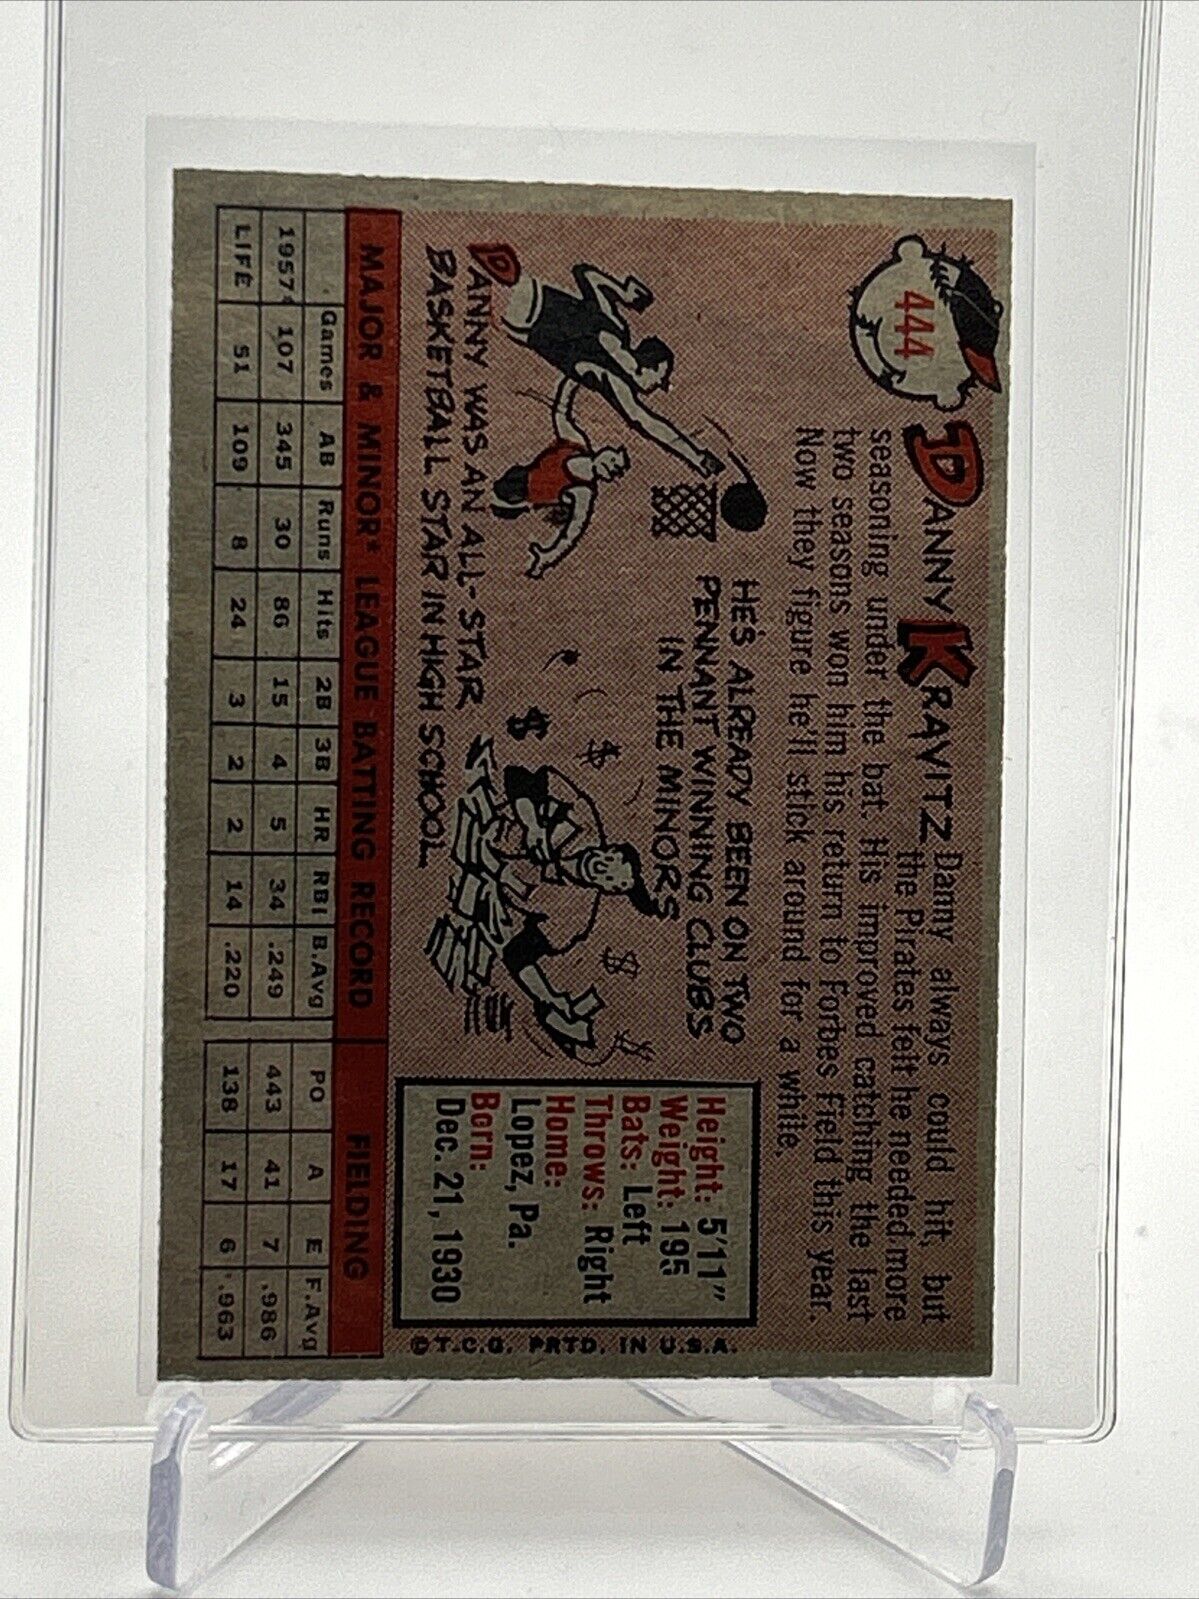 444
DANNY KRAVITZ Danny always could hit, but
the Pirates felt he needed more
seasoning under the bat. His improved catching the last
two seasons won him his return to Forbes Field this year.
Now they figure he'll stick around for a while.
HE'S ALREADY BEEN ON TWO
PENNANT WINNING CLUBS
IN THE MINORS
DANNY WAS AN ALL-STAR
BASKETBALL STAR IN HIGH SCHOOL
$ $ $ $
Height: 5'11"
Weight: 195
Bats: Left
Throws: Right
Home:
Lopez, Pa.
Born:
Dec. 21, 1930
© T.C.G. PRTD. IN U.S.A.
MAJOR & MINOR* LEAGUE BATTING RECORD FIELDING
Games AB Runs Hits 2B 3B HR RBI B.Avg PO A E F.Avg
1957* 107 345 30 86 15 4 5 34 .249 443 41 7 .986
LIFE 51 109 8 24 3 2 2 14 .220 138 17 6 .963